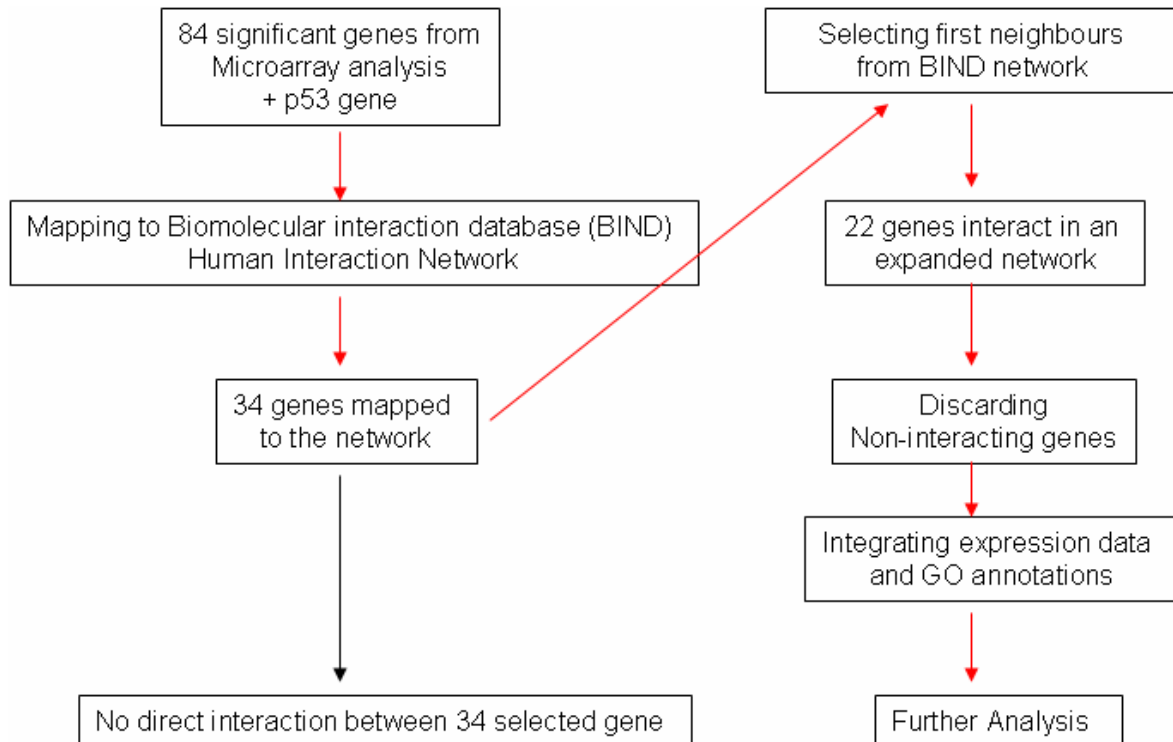 84 significant genes from
Microarray analysis
+ p53 gene
Mapping to Biomolecular interaction database (BIND)
Human Interaction Network
34 genes mapped
to the network
No direct interaction between 34 selected gene
Selecting first neighbours
from BIND network
22 genes interact in an
expanded network
Discarding
Non-interacting genes
Integrating expression data
and GO annotations
Further Analysis